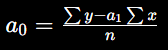 a₀ = (∑ y − a₁ ∑ x) / n